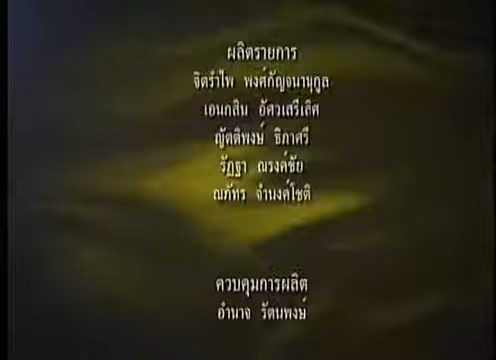 ผลิตรายการ
จิตรำไพ พงศ์กัญจนานุกูล
เอนกสิน อัศวเสรีเลิศ
ญัตติพงษ์ ธิภาศรี
รัฏฐา ณรงค์ชัย
ณภัทร จำนงค์โชติ
ควบคุมการผลิต
อำนาจ รัตนพงษ์